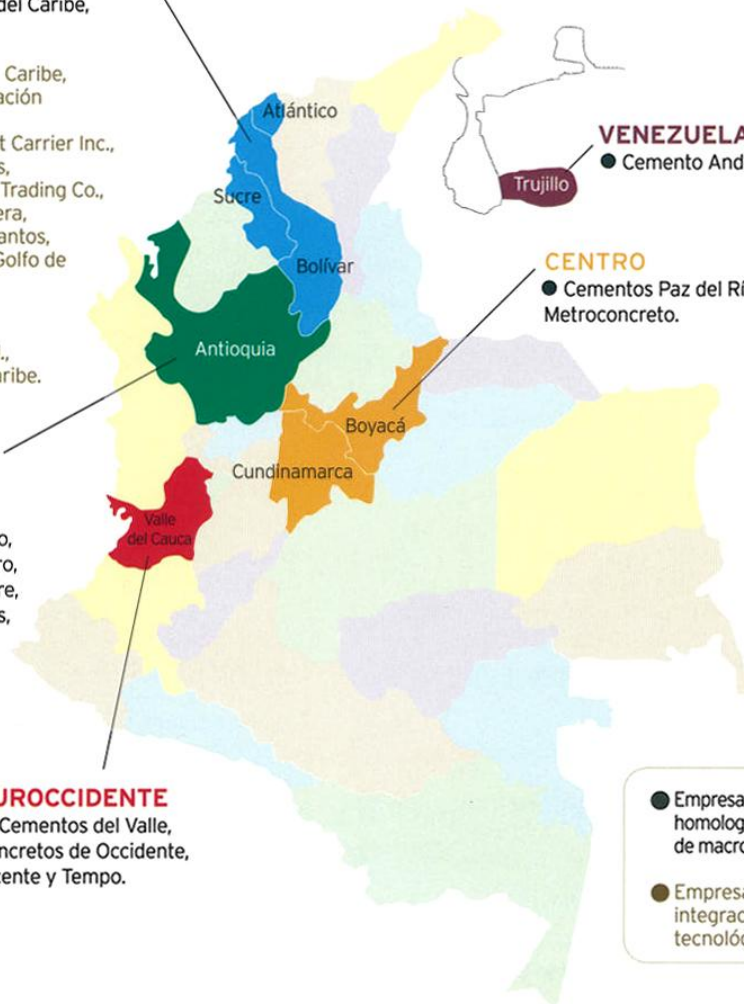 del Caribe,
Caribe,
ación
t Carrier Inc.,
s,
Trading Co.,
era,
antos,
Golfo de
.,
aribe.
Atlántico
Sucre
Bolívar
Antioquia
VENEZUELA
● Cemento And
Trujillo
CENTRO
● Cementos Paz del Rí
Metroconcreto.
Boyacá
Cundinamarca
Valle
del Cauca
o,
ro,
re,
s,
UROCCIDENTE
Cementos del Valle,
ncretos de Occidente,
cente y Tempo.
● Empresa
homolog
de macro
● Empresa
integrac
tecnológ